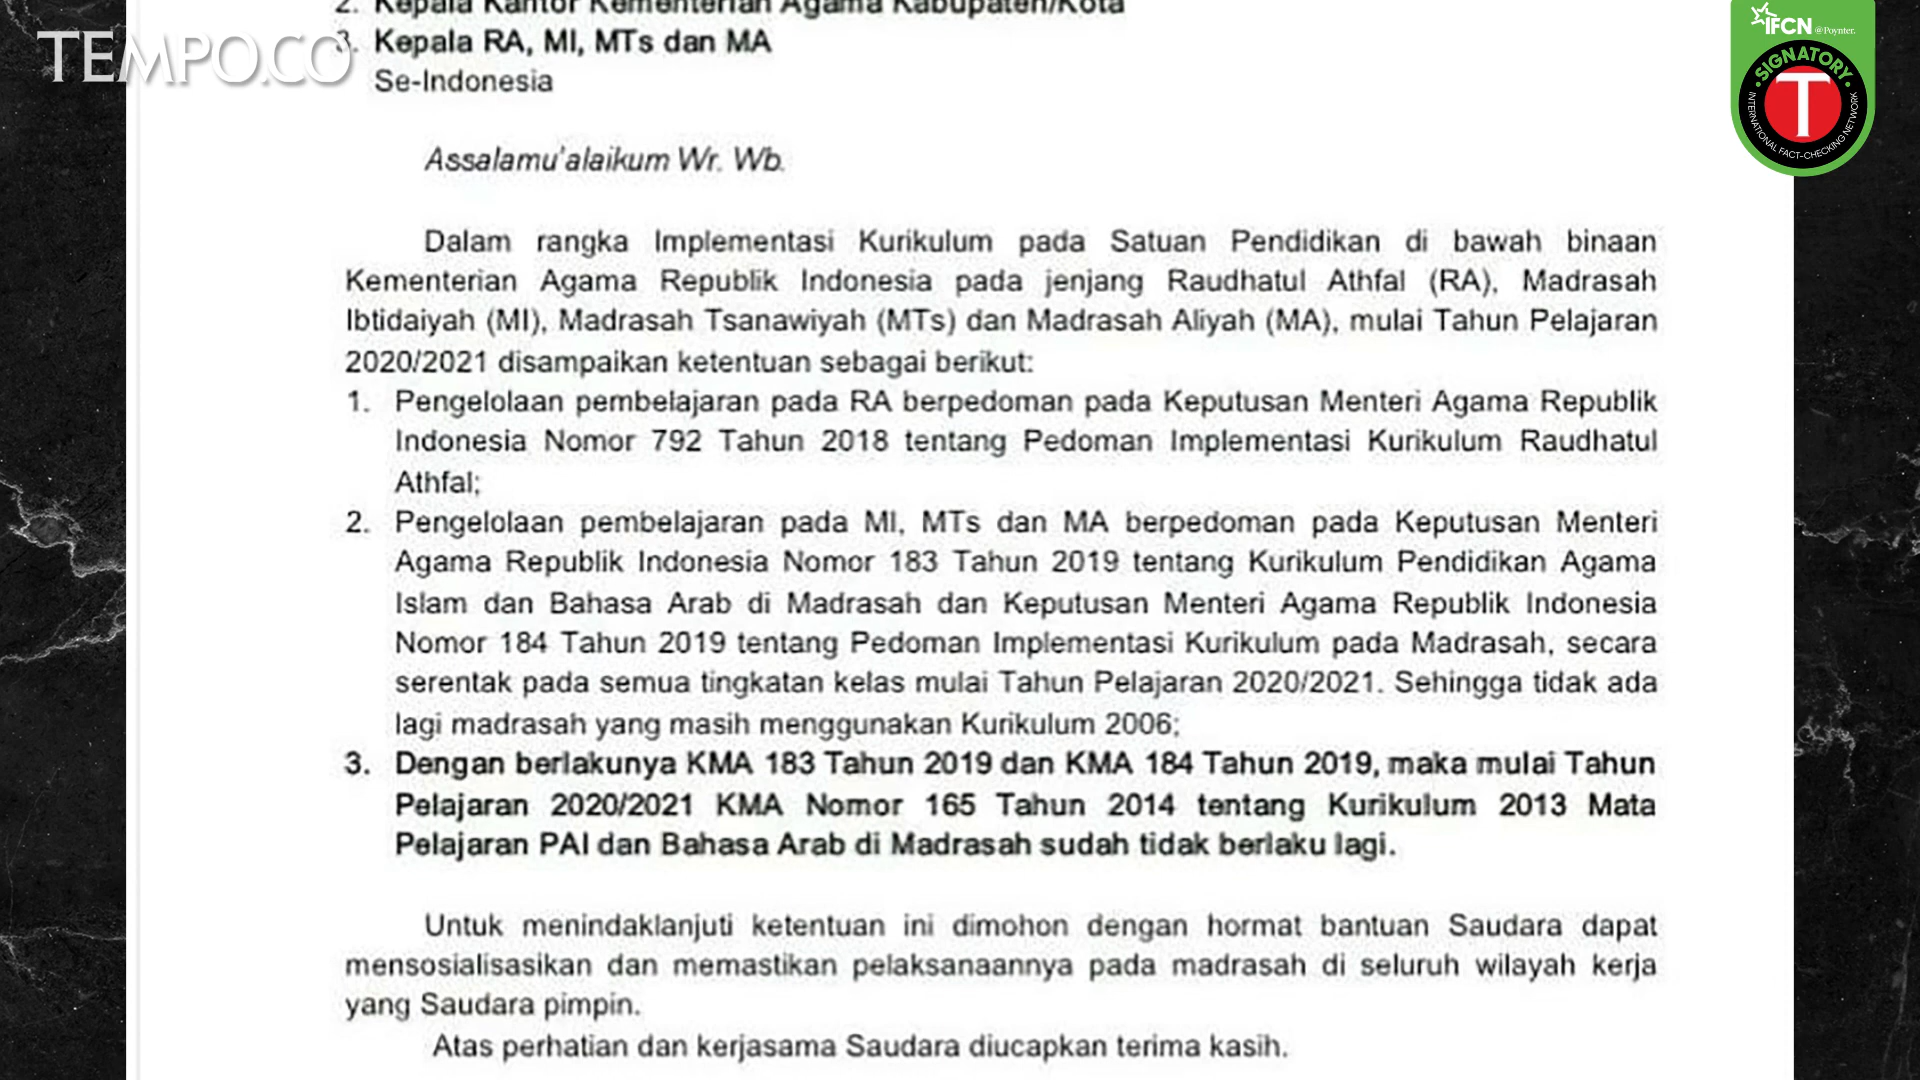 2. Kepala Kantor Kementerian Agama Kabupaten/Kota
TEMPO.CO
3. Kepala RA, MI, MTs dan MA
Se-Indonesia
IFCN @Poynter.
SIGNATORY
T
INTERNATIONAL FACT-CHECKING NETWORK
Assalamu'alaikum Wr. Wb.
Dalam rangka Implementasi Kurikulum pada Satuan Pendidikan di bawah binaan
Kementerian Agama Republik Indonesia pada jenjang Raudhatul Athfal (RA), Madrasah
Ibtidaiyah (MI), Madrasah Tsanawiyah (MTs) dan Madrasah Aliyah (MA), mulai Tahun Pelajaran
2020/2021 disampaikan ketentuan sebagai berikut:
1. Pengelolaan pembelajaran pada RA berpedoman pada Keputusan Menteri Agama Republik
Indonesia Nomor 792 Tahun 2018 tentang Pedoman Implementasi Kurikulum Raudhatul
Athfal;
2. Pengelolaan pembelajaran pada MI, MTs dan MA berpedoman pada Keputusan Menteri
Agama Republik Indonesia Nomor 183 Tahun 2019 tentang Kurikulum Pendidikan Agama
Islam dan Bahasa Arab di Madrasah dan Keputusan Menteri Agama Republik Indonesia
Nomor 184 Tahun 2019 tentang Pedoman Implementasi Kurikulum pada Madrasah, secara
serentak pada semua tingkatan kelas mulai Tahun Pelajaran 2020/2021. Sehingga tidak ada
lagi madrasah yang masih menggunakan Kurikulum 2006;
3. Dengan berlakunya KMA 183 Tahun 2019 dan KMA 184 Tahun 2019, maka mulai Tahun
Pelajaran 2020/2021 KMA Nomor 165 Tahun 2014 tentang Kurikulum 2013 Mata
Pelajaran PAI dan Bahasa Arab di Madrasah sudah tidak berlaku lagi.
Untuk menindaklanjuti ketentuan ini dimohon dengan hormat bantuan Saudara dapat
mensosialisasikan dan memastikan pelaksanaannya pada madrasah di seluruh wilayah kerja
yang Saudara pimpin.
Atas perhatian dan kerjasama Saudara diucapkan terima kasih.